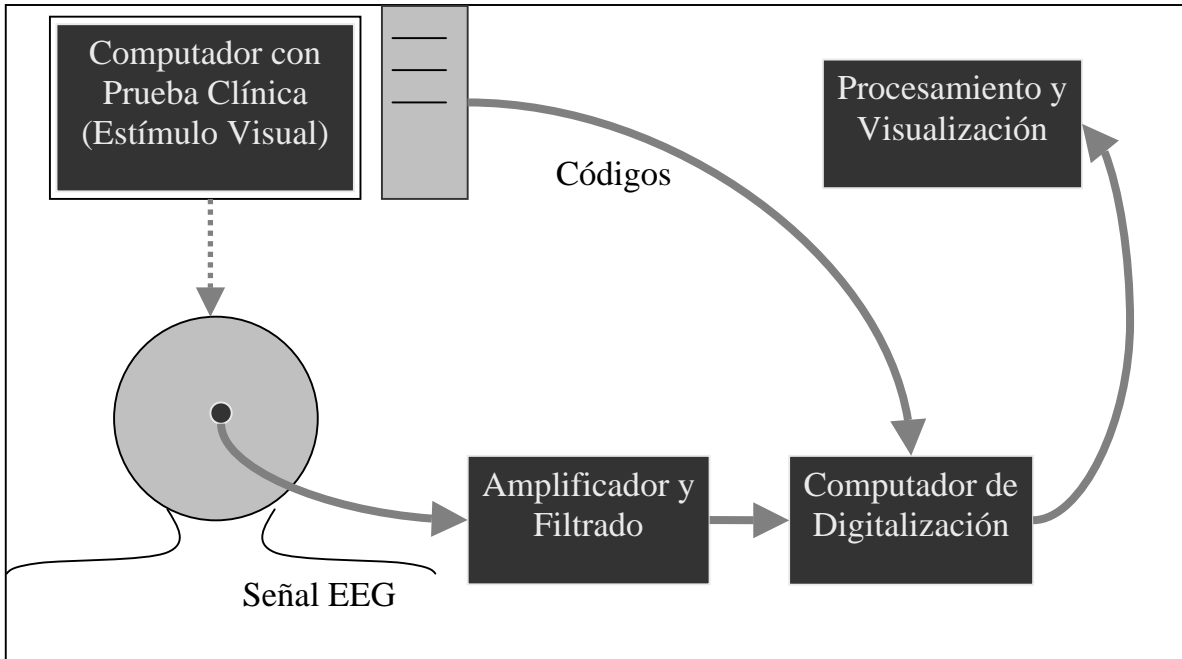 Computador con
Prueba Clínica
(Estímulo Visual)
Procesamiento y
Visualización
Códigos
Amplificador y
Filtrado
Computador de
Digitalización
Señal EEG